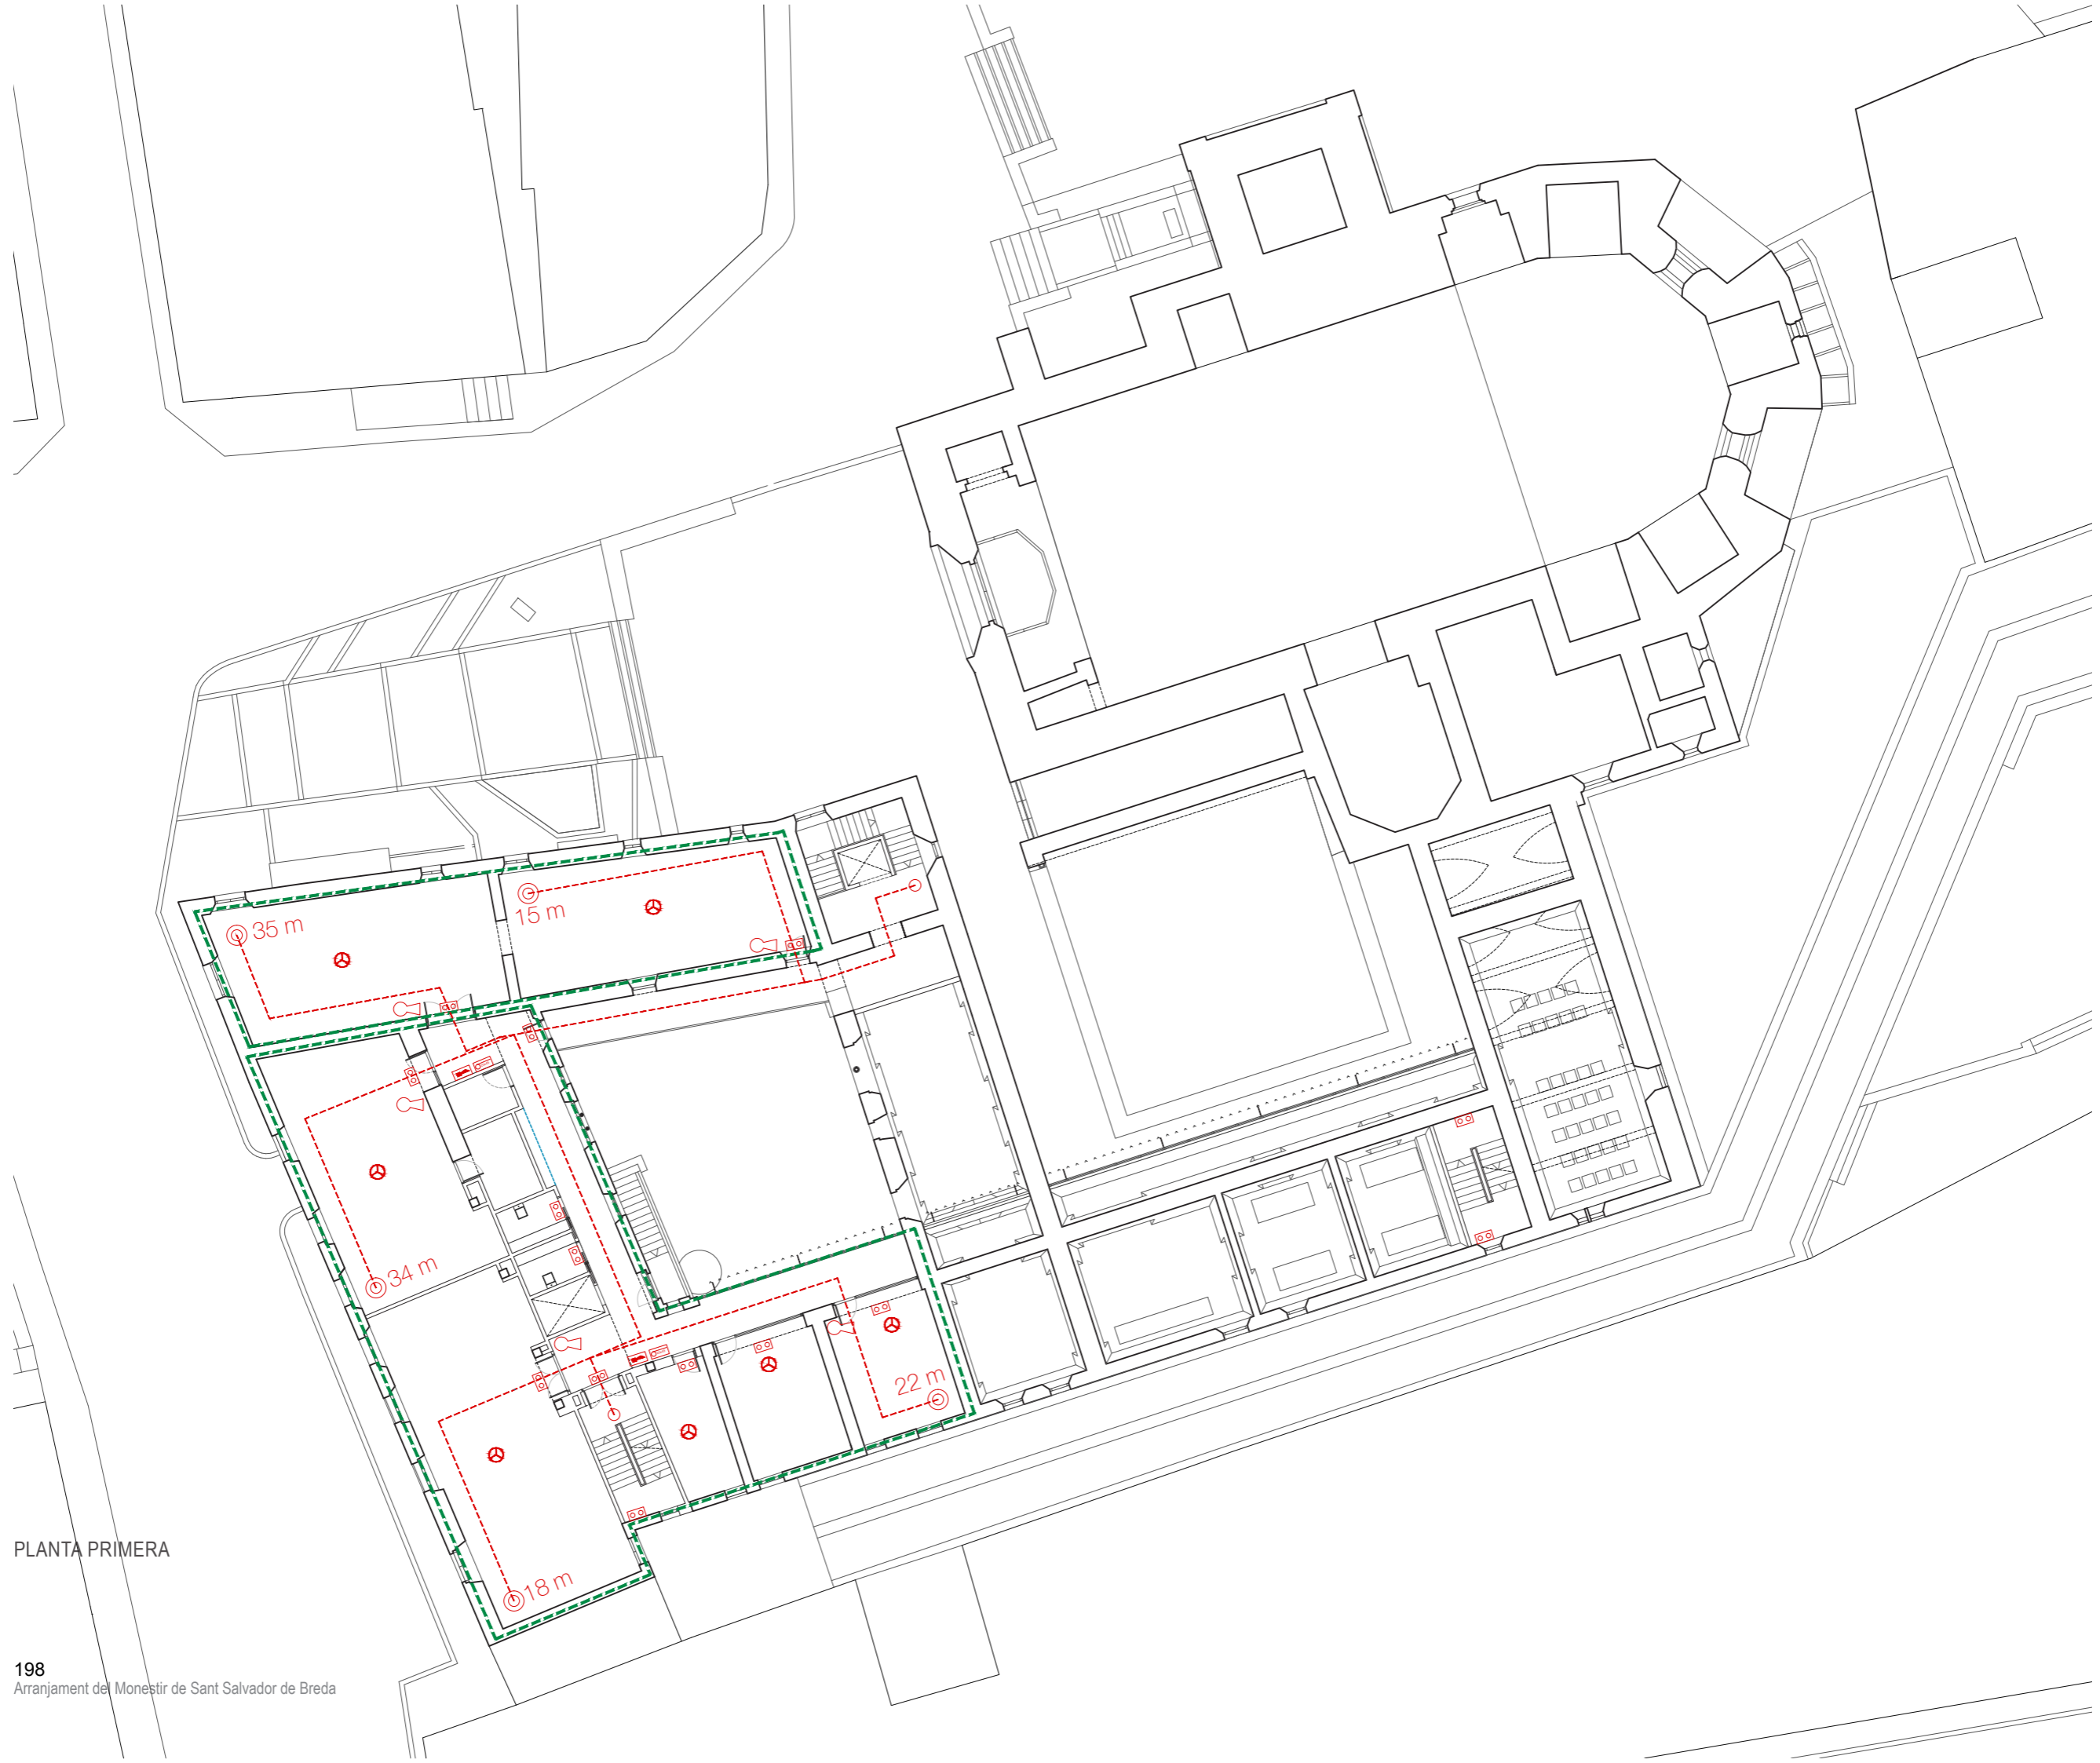 15 m
35 m
34 m
22 m
18 m
PLANTA PRIMERA
198
Arranjament del Monestir de Sant Salvador de Breda